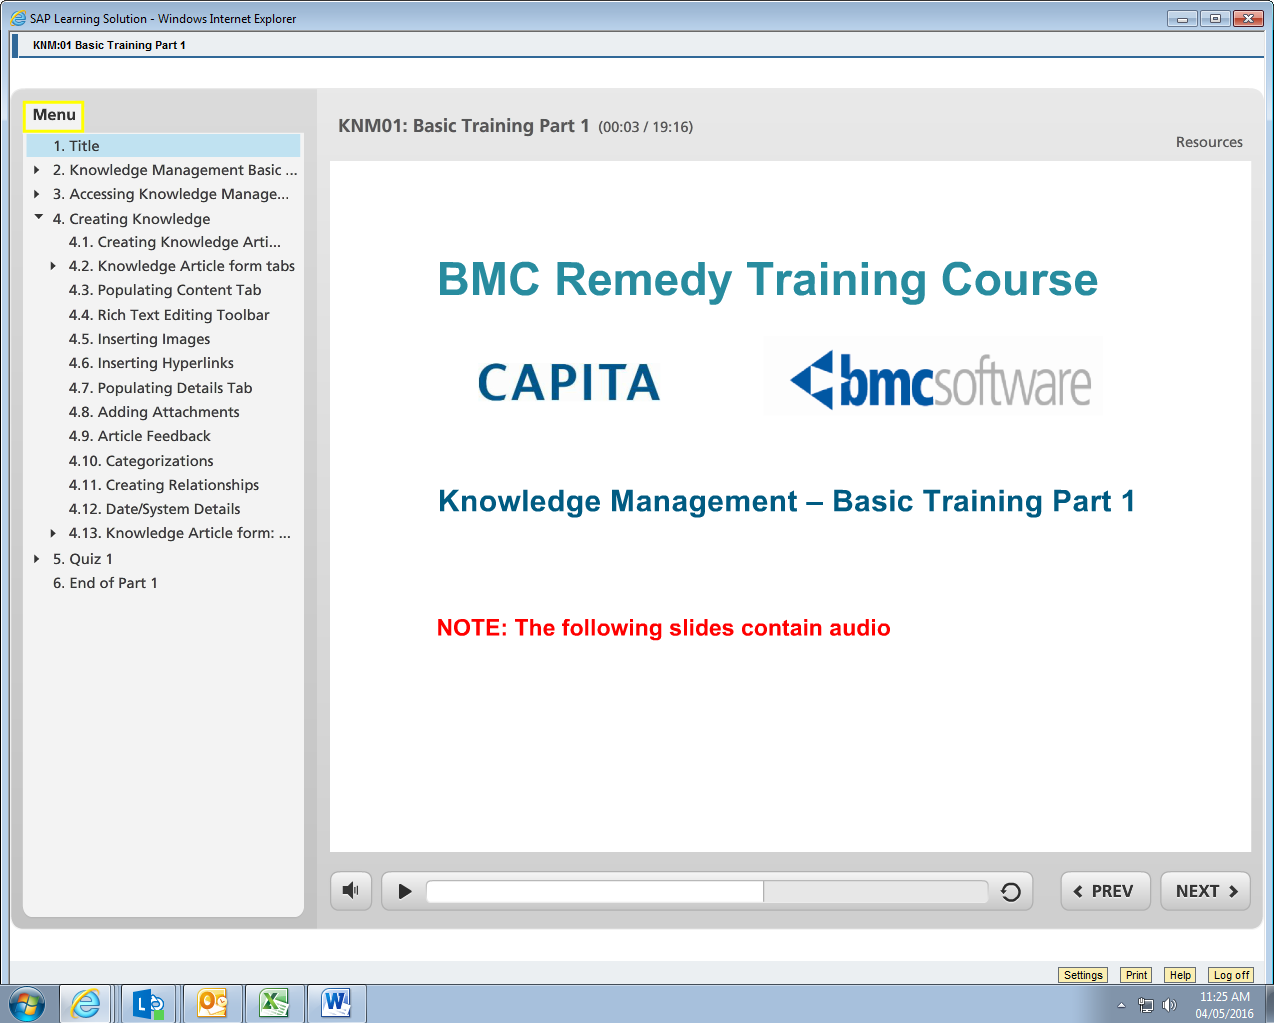 SAP Learning Solution - Windows Internet Explorer
KNM:01 Basic Training Part 1
Menu
1. Title
2. Knowledge Management Basic ...
3. Accessing Knowledge Manage...
4. Creating Knowledge
4.1. Creating Knowledge Arti...
4.2. Knowledge Article form tabs
4.3. Populating Content Tab
4.4. Rich Text Editing Toolbar
4.5. Inserting Images
4.6. Inserting Hyperlinks
4.7. Populating Details Tab
4.8. Adding Attachments
4.9. Article Feedback
4.10. Categorizations
4.11. Creating Relationships
4.12. Date/System Details
4.13. Knowledge Article form: ...
5. Quiz 1
6. End of Part 1
KNM01: Basic Training Part 1 (00:03 / 19:16)
Resources
BMC Remedy Training Course
CAPITA
bmcsoftware
Knowledge Management – Basic Training Part 1
NOTE: The following slides contain audio
PREV
NEXT
Settings
Print
Help
Log off
11:25 AM
04/05/2016